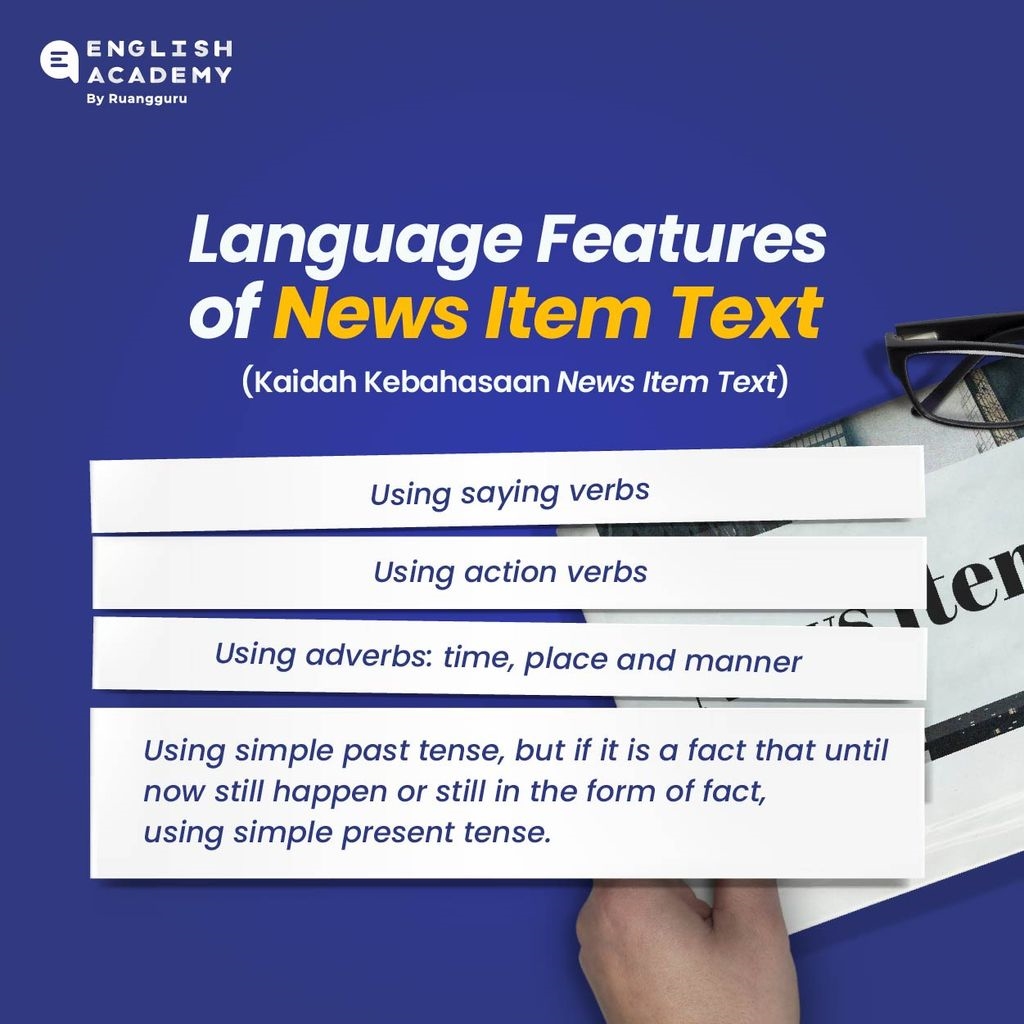 ENGLISH
ACADEMY
By Ruangguru
Language Features
of News Item Text
(Kaidah Kebahasaan News Item Text)
Using saying verbs
Using action verbs
Using adverbs: time, place and manner
Using simple past tense, but if it is a fact that until
now still happen or still in the form of fact,
using simple present tense.